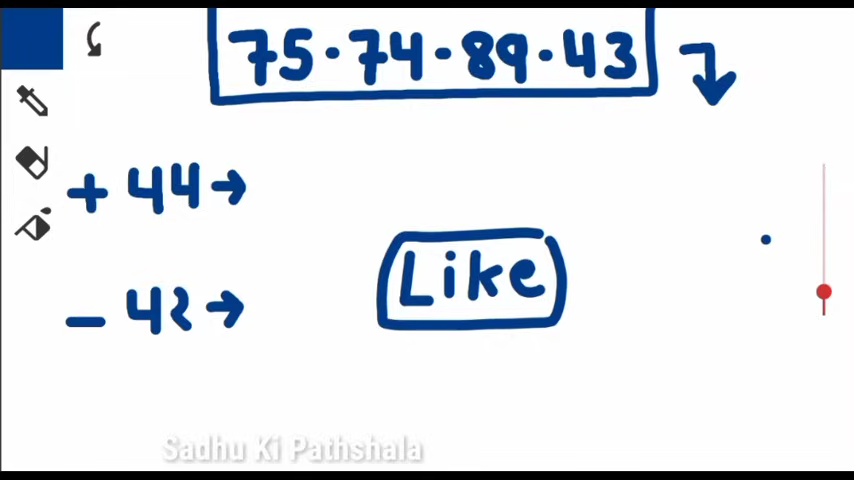 75·74·89·43
+ 44 →
Like
- 42 →
Sadhu Ki Pathshala